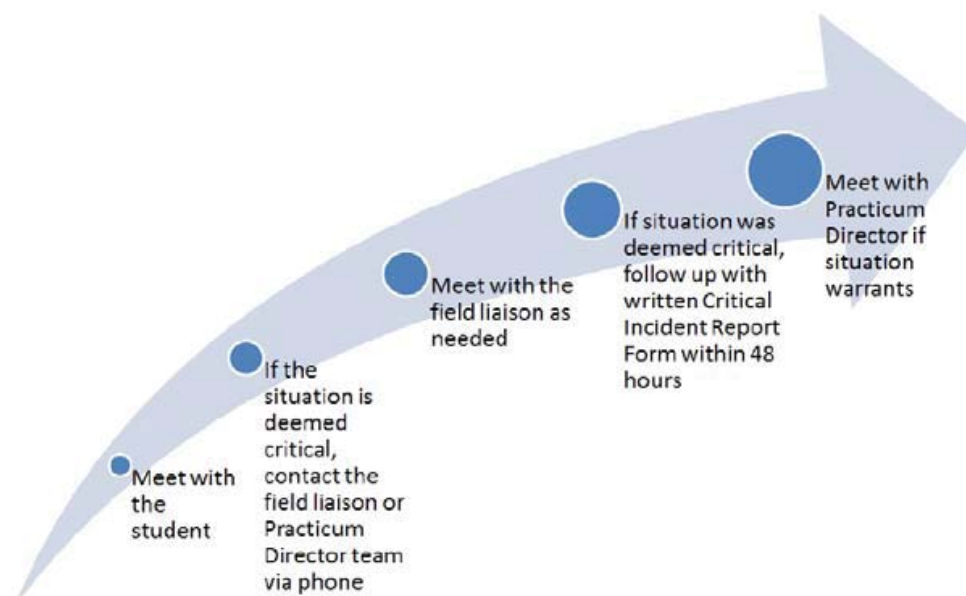 Meet with
the
student
If the
situation is
deemed
critical,
contact the
field liaison or
Practicum
Director team
via phone
Meet with the
field liaison as
needed
If situation was
deemed critical,
follow up with
written Critical
Incident Report
Form within 48
hours
Meet with
Practicum
Director if
situation
warrants